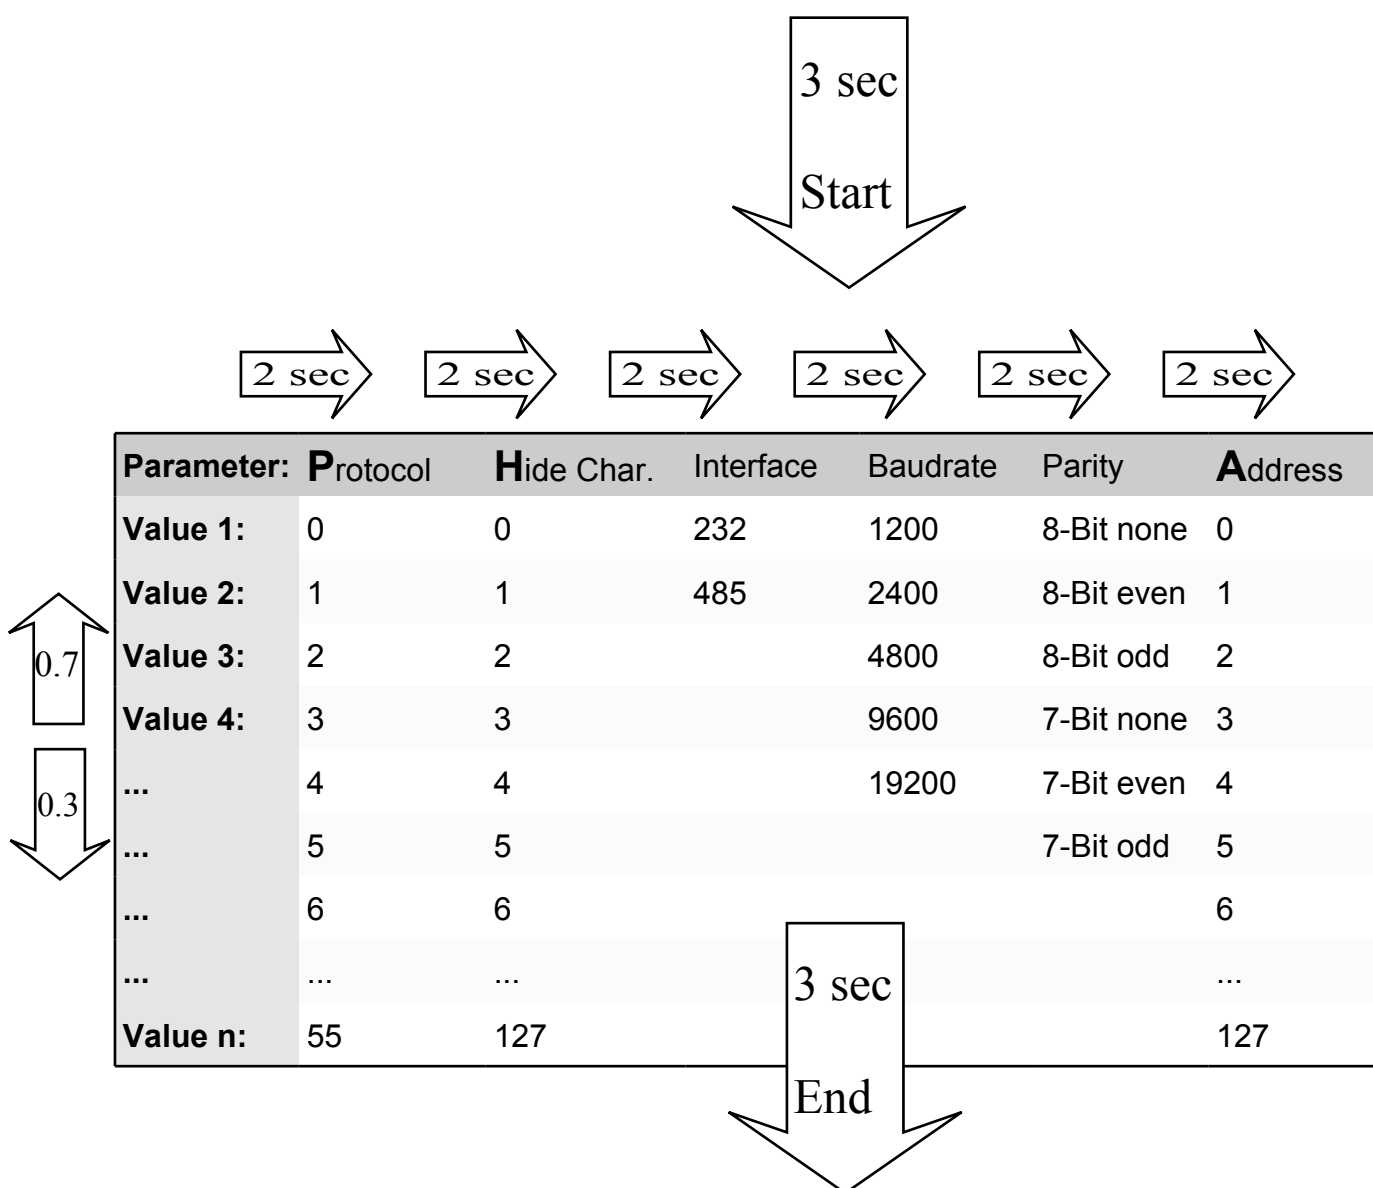 3 sec
Start
2 sec 2 sec 2 sec 2 sec 2 sec 2 sec
Parameter: Protocol Hide Char. Interface Baudrate Parity Address
Value 1: 0 0 232 1200 8-Bit none 0
Value 2: 1 1 485 2400 8-Bit even 1
0.7
Value 3: 2 2 4800 8-Bit odd 2
Value 4: 3 3 9600 7-Bit none 3
... 4 4 19200 7-Bit even 4
0.3
... 5 5 7-Bit odd 5
... 6 6 6
... ... ... ...
3 sec
Value n: 55 127 127
End